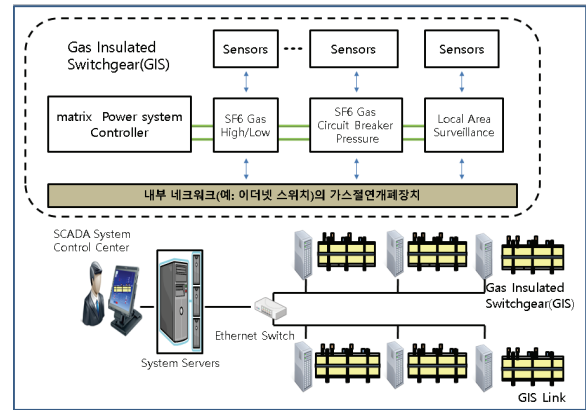 Gas Insulated
Switchgear(GIS)
Sensors
Sensors
Sensors
matrix Power system
Controller
SF6 Gas
High/Low
SF6 Gas
Circuit Breaker
Pressure
Local Area
Surveillance
내부 네크워크(예: 이더넷 스위치)의 가스절연개폐장치
SCADA System
Control Center
System Servers
Ethernet Switch
Gas Insulated
Switchgear(GIS)
GIS Link